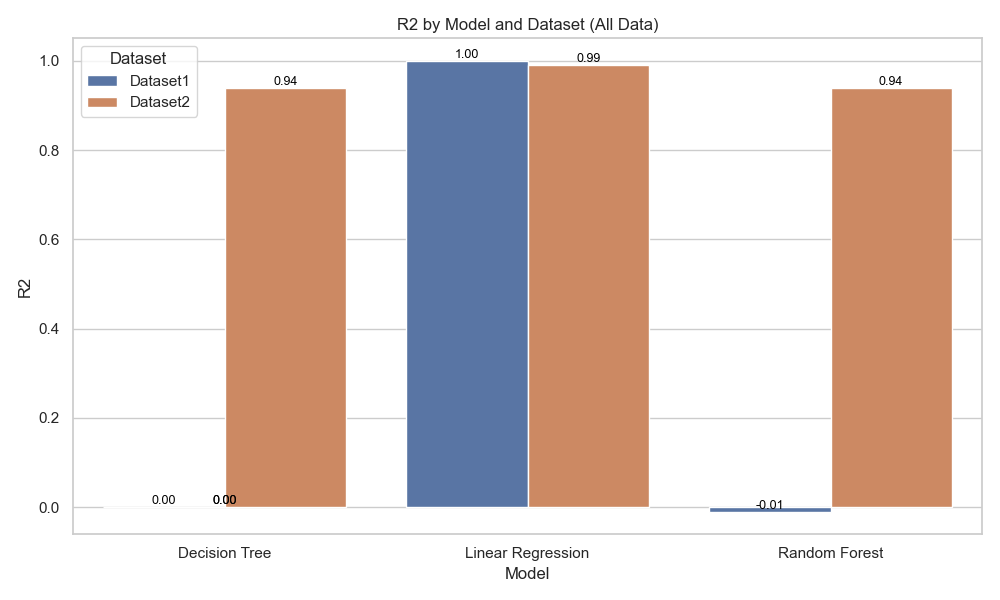 R2 by Model and Dataset (All Data)
Dataset
Dataset1
Dataset2
1.0
0.8
0.6
0.4
0.2
0.0
R2
0.00
0.00
0.94
1.00
0.99
-0.01
0.94
Decision Tree
Linear Regression
Random Forest
Model